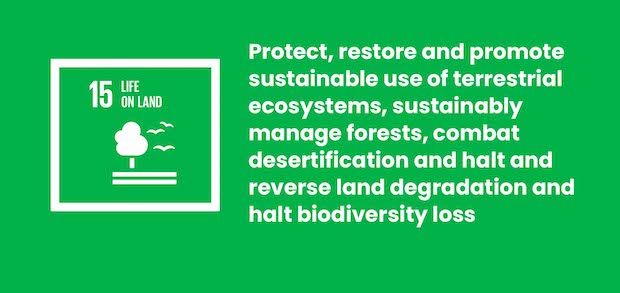 15 LIFE
ON LAND
Protect, restore and promote
sustainable use of terrestrial
ecosystems, sustainably
manage forests, combat
desertification and halt and
reverse land degradation and
halt biodiversity loss